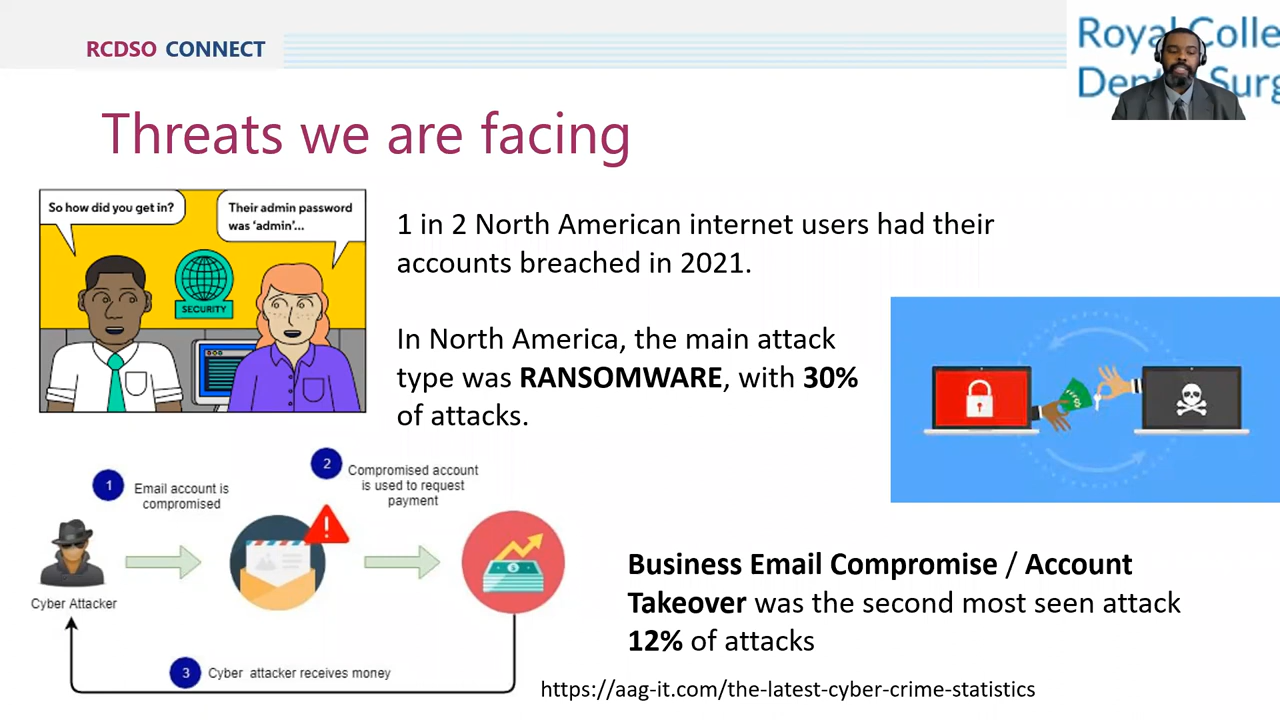 RCDSO CONNECT
Royal Colle
Surg
Threats we are facing
So how did you get in?
Their admin password
was ‘admin’...
SECURITY
1 in 2 North American internet users had their
accounts breached in 2021.
In North America, the main attack
type was RANSOMWARE, with 30%
of attacks.
1
Email account is
compromised
2
Compromised account
is used to request
payment
Cyber Attacker
3
Cyber attacker receives money
Business Email Compromise / Account
Takeover was the second most seen attack
12% of attacks
https://aag-it.com/the-latest-cyber-crime-statistics